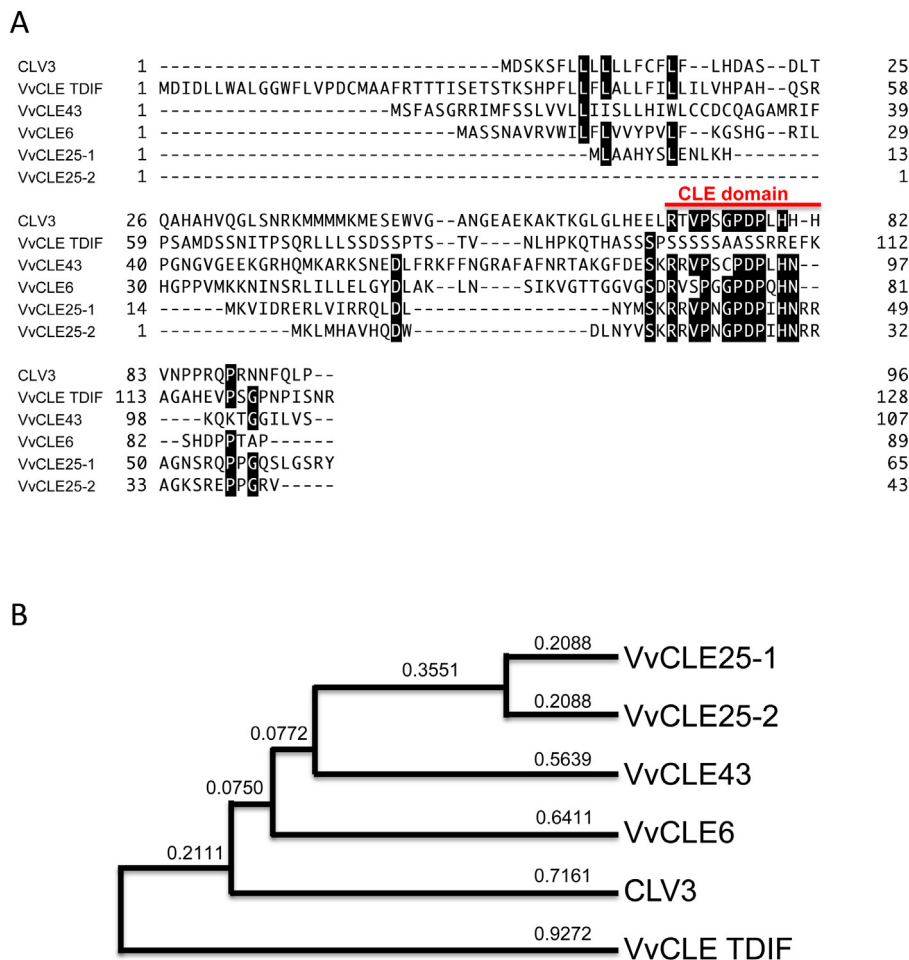 A
CLV3 1 -------------------------------MDSKSFLLLLLLFCFLF--LHDAS--DLT 25
VvCLE TDIF 1 MDIDLLWALGGWFLVPDCMAAFRTTTISETSTKSHPFLLFLALLFILLILVHPAH-QSR 58
VvCLE43 1 ---------------------MSFASGRRIMFSSLVVLLIISLLHIWLCCDCQAGAMRIF 39
VvCLE6 1 ---------------------------MASSNAVRVWILFLVVYPVLF-KGSHG-RIL 29
VvCLE25-1 1 ---------------------------------------MLAAHYSLENLKH-------- 13
VvCLE25-2 1 ------------------------------------------------------------ 1
CLE domain
CLV3 26 QAHAHVQGLSNRKMMMMKMESEWVG--ANGEAEKAKTKGLGLHEELRTVPSGPDPLHH-H 82
VvCLE TDIF 59 PSAMDSSNITPSQRLLLSSDSSPTS--TV---NLHPKQTHASSSPSSSSSAASSRREFK 112
VvCLE43 40 PGNGVGEEKGRHQMKARKSNEDLFRKFFNGRAFAFNRTAKGFDESKRRVPSCPDPLHN-- 97
VvCLE6 30 HGPPVMKKNINSRLILLELGYDLAK--LN----SIKVGTTGGVGSDRVSPGGPDPQHN-- 81
VvCLE25-1 14 ------MKVIDRERLVIRRQLDL----------------NYMSKRRVPNGPDPIHNRR 49
VvCLE25-2 1 ------------MKLMHAVHQDW----------------DLNYVSKRRVPNGPDPIHNRR 32
CLV3 83 VNPPRQPRNNFQLP-- 96
VvCLE TDIF 113 AGAHEVPSGPNPISNR 128
VvCLE43 98 ----KQKTGGILVS-- 107
VvCLE6 82 --SHDPPTAP------ 89
VvCLE25-1 50 AGNSRQPPGQSLGSRY 65
VvCLE25-2 33 AGKSREPPGRV----- 43
B
0.2088 VvCLE25-1
0.3551
0.2088 VvCLE25-2
0.0772
0.5639 VvCLE43
0.0750
0.6411 VvCLE6
0.2111
0.7161 CLV3
0.9272 VvCLE TDIF